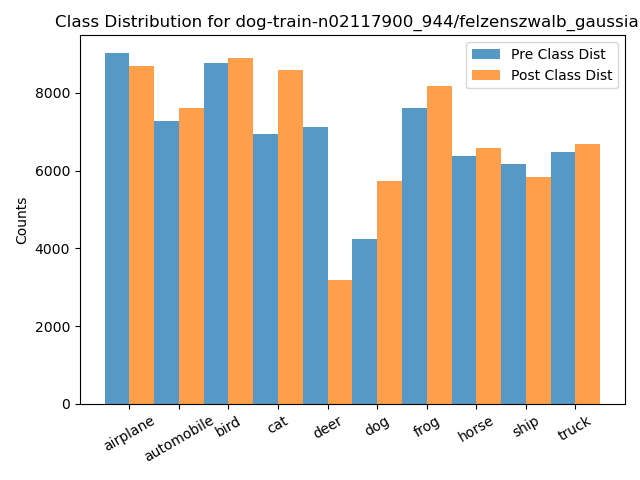 Class Distribution for dog-train-n02117900_944/felzenszwalb_gaussia
Pre Class Dist
Post Class Dist
Counts
8000
6000
4000
2000
0
airplane
automobile
bird
cat
deer
dog
frog
horse
ship
truck